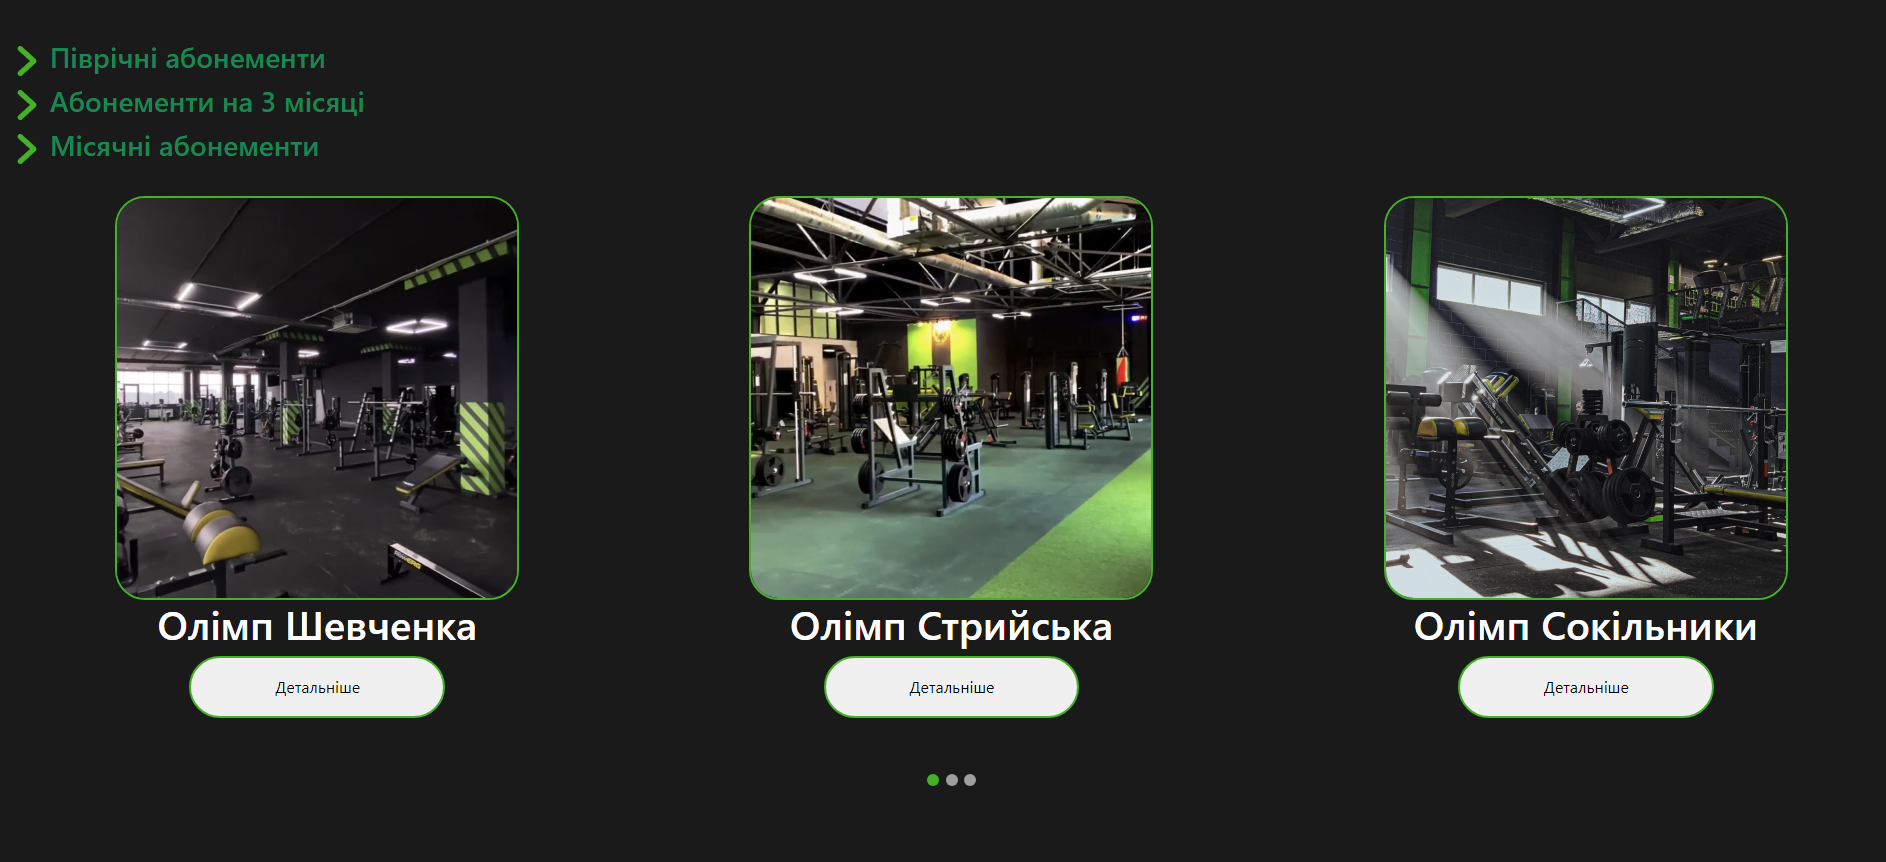 Піврічні абонементи
Абонементи на 3 місяці
Місячні абонементи
Олімп Шевченка
Олімп Стрийська
Олімп Сокільники
Детальніше
Детальніше
Детальніше